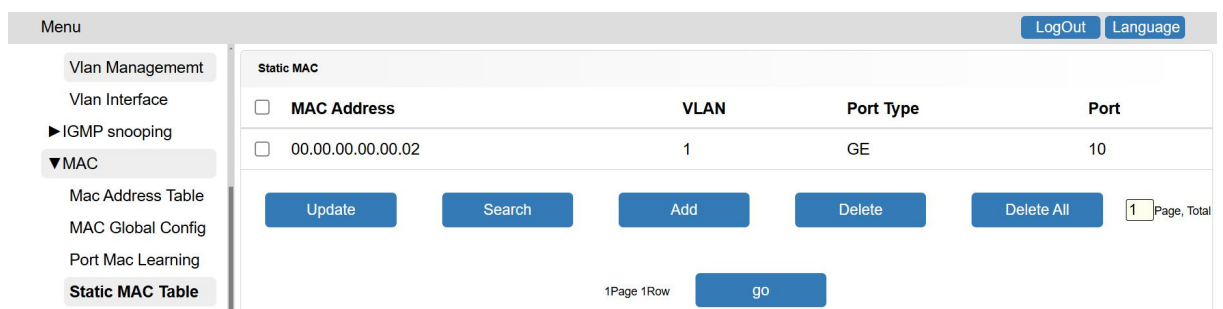 Menu
LogOut
Language
Vlan Managememt
Vlan Interface
▶IGMP snooping
▼MAC
Mac Address Table
MAC Global Config
Port Mac Learning
Static MAC Table
Static MAC
MAC Address VLAN Port Type Port
00.00.00.00.00.02 1 GE 10
Update Search Add Delete Delete All 1 Page, Total
1Page 1Row go